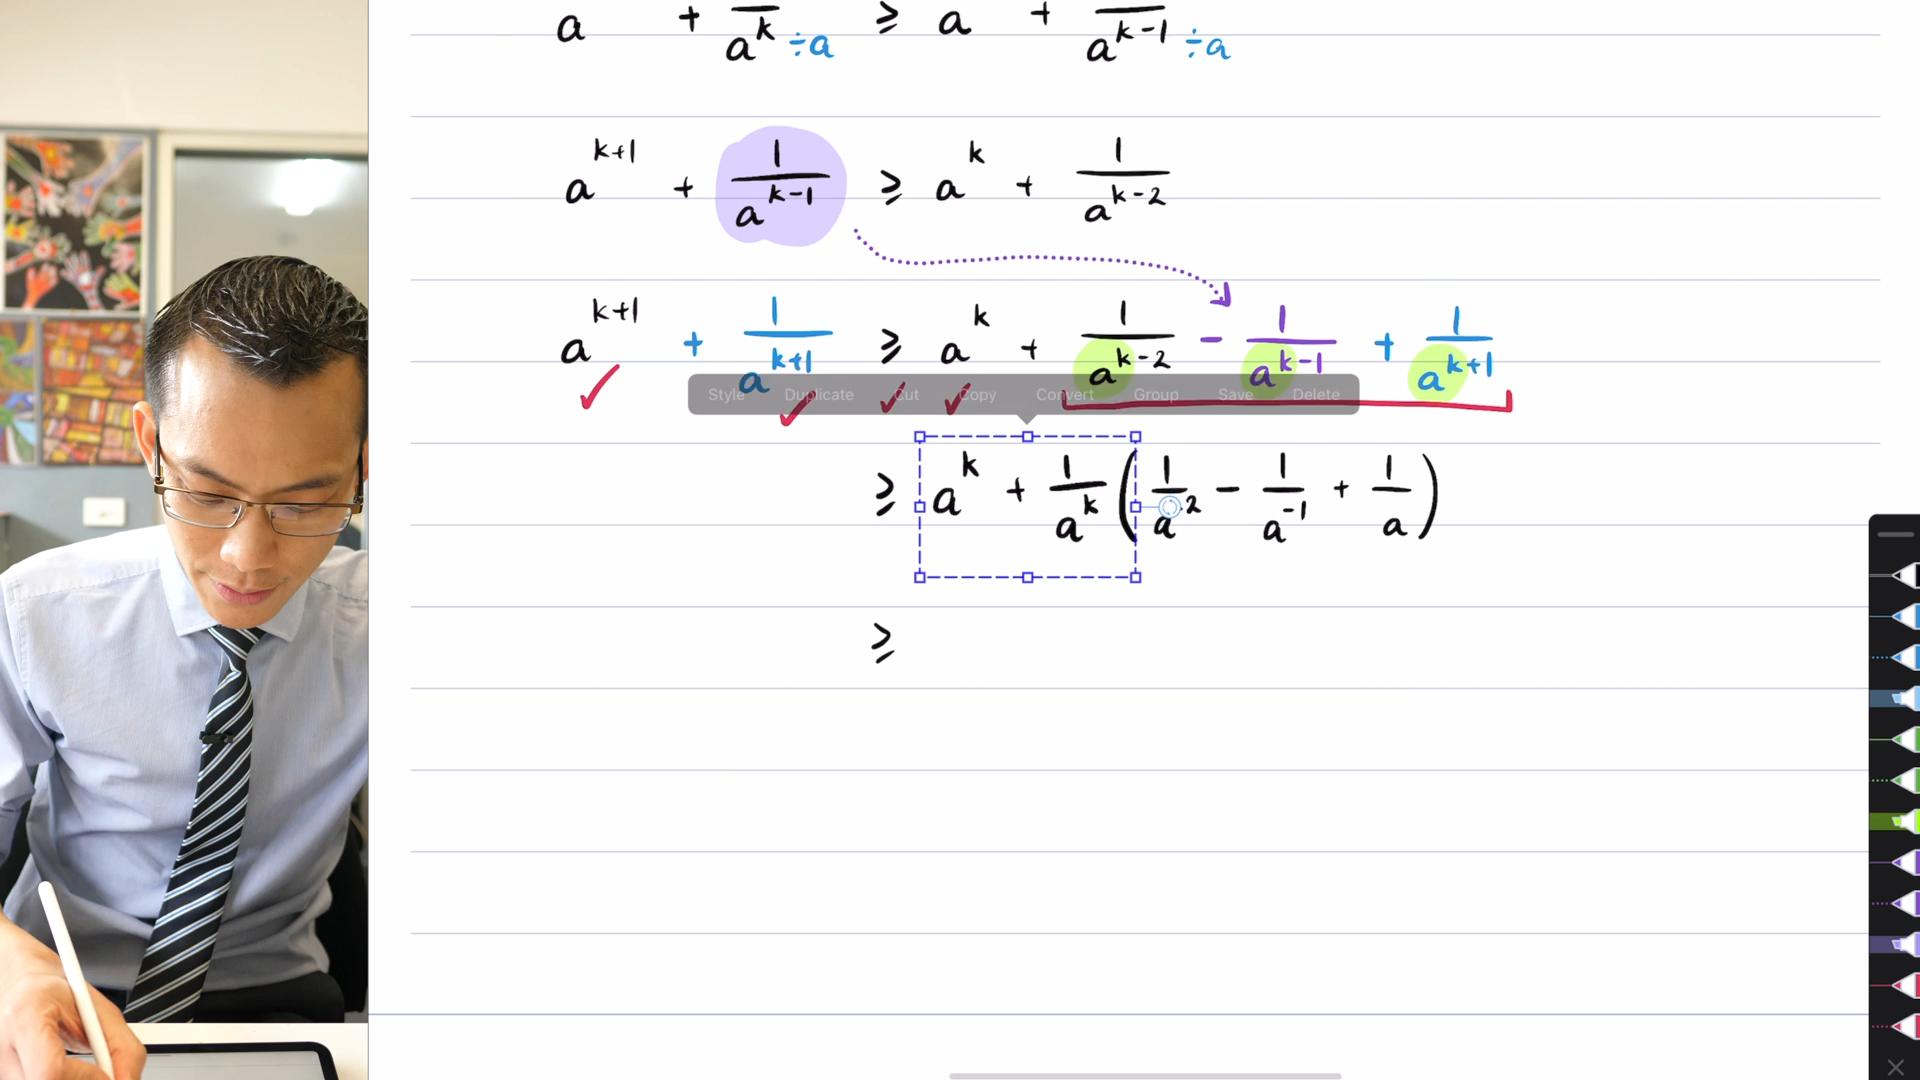 a + 1/a^k ÷a ≥ a + 1/a^(k-1) ÷a
a^(k+1) + 1/a^(k-1) ≥ a^k + 1/a^(k-2)
a^(k+1) + 1/a^(k+1) ≥ a^k + 1/a^(k-2) - 1/a^(k-1) + 1/a^(k+1)
Style Duplicate Cut Copy Convert Group Save Delete
≥ a^k + 1/a^k ( 1/a^-2 - 1/a^-1 + 1/a )
≥